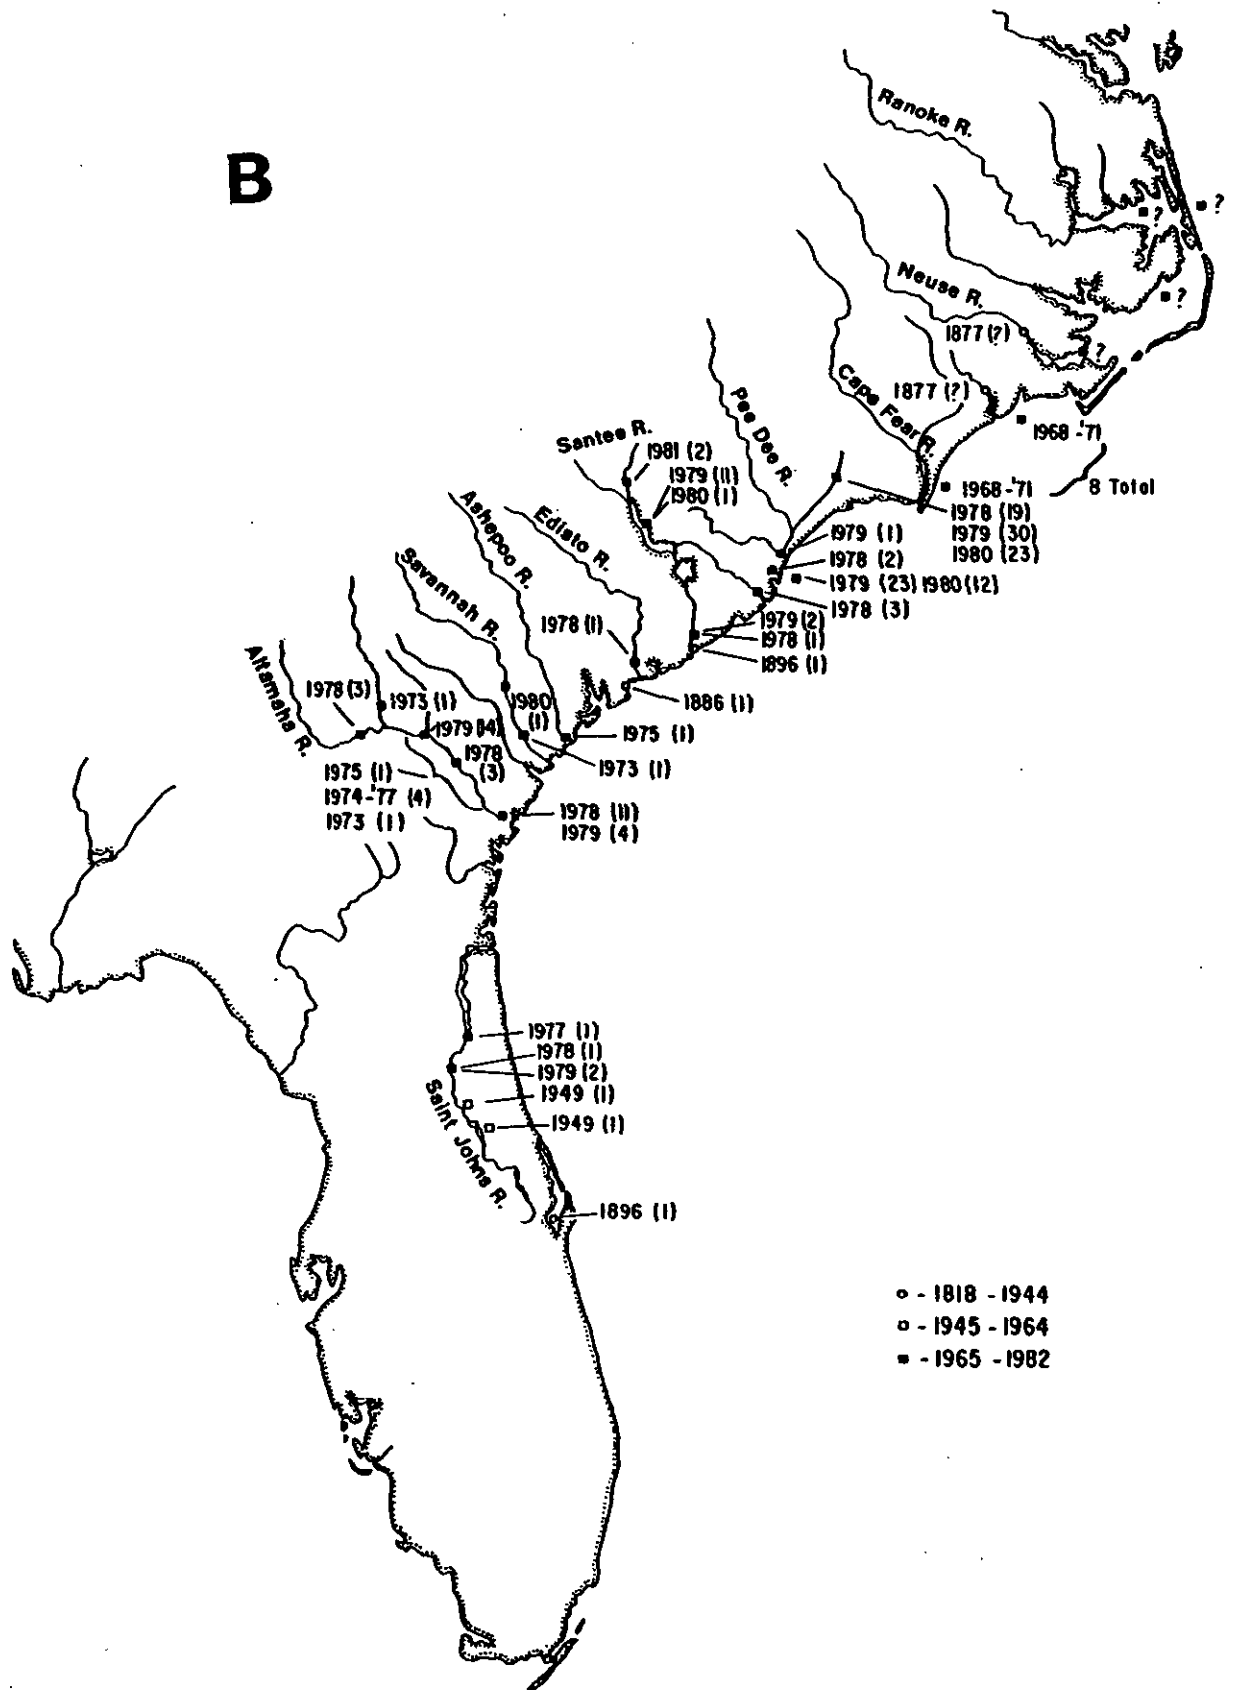 B
Ranoke R.
?
?
?
Neuse R.
1877 (?)
?
Cape Fear R.
1877 (?)
1968-'71
8 Total
Pee Dee R.
Santee R.
1981 (2)
1979 (11)
1980 (1)
1968-'71
1978 (19)
1979 (30)
1980 (23)
Ashepoo R.
Edisto R.
1979 (1)
1978 (2)
1979 (23) 1980 (12)
1978 (3)
Savannah R.
1978 (1)
1979 (2)
1978 (1)
1896 (1)
1886 (1)
Altamaha R.
1978 (3)
1973 (1)
1980
(1)
1979 (14)
1975 (1)
1978
(3)
1973 (1)
1975 (1)
1974-'77 (4)
1973 (1)
1978 (11)
1979 (4)
1977 (1)
1978 (1)
1979 (2)
1949 (1)
1949 (1)
Saint Johns R.
1896 (1)
- 1818 - 1944
- 1945 - 1964
- 1965 - 1982